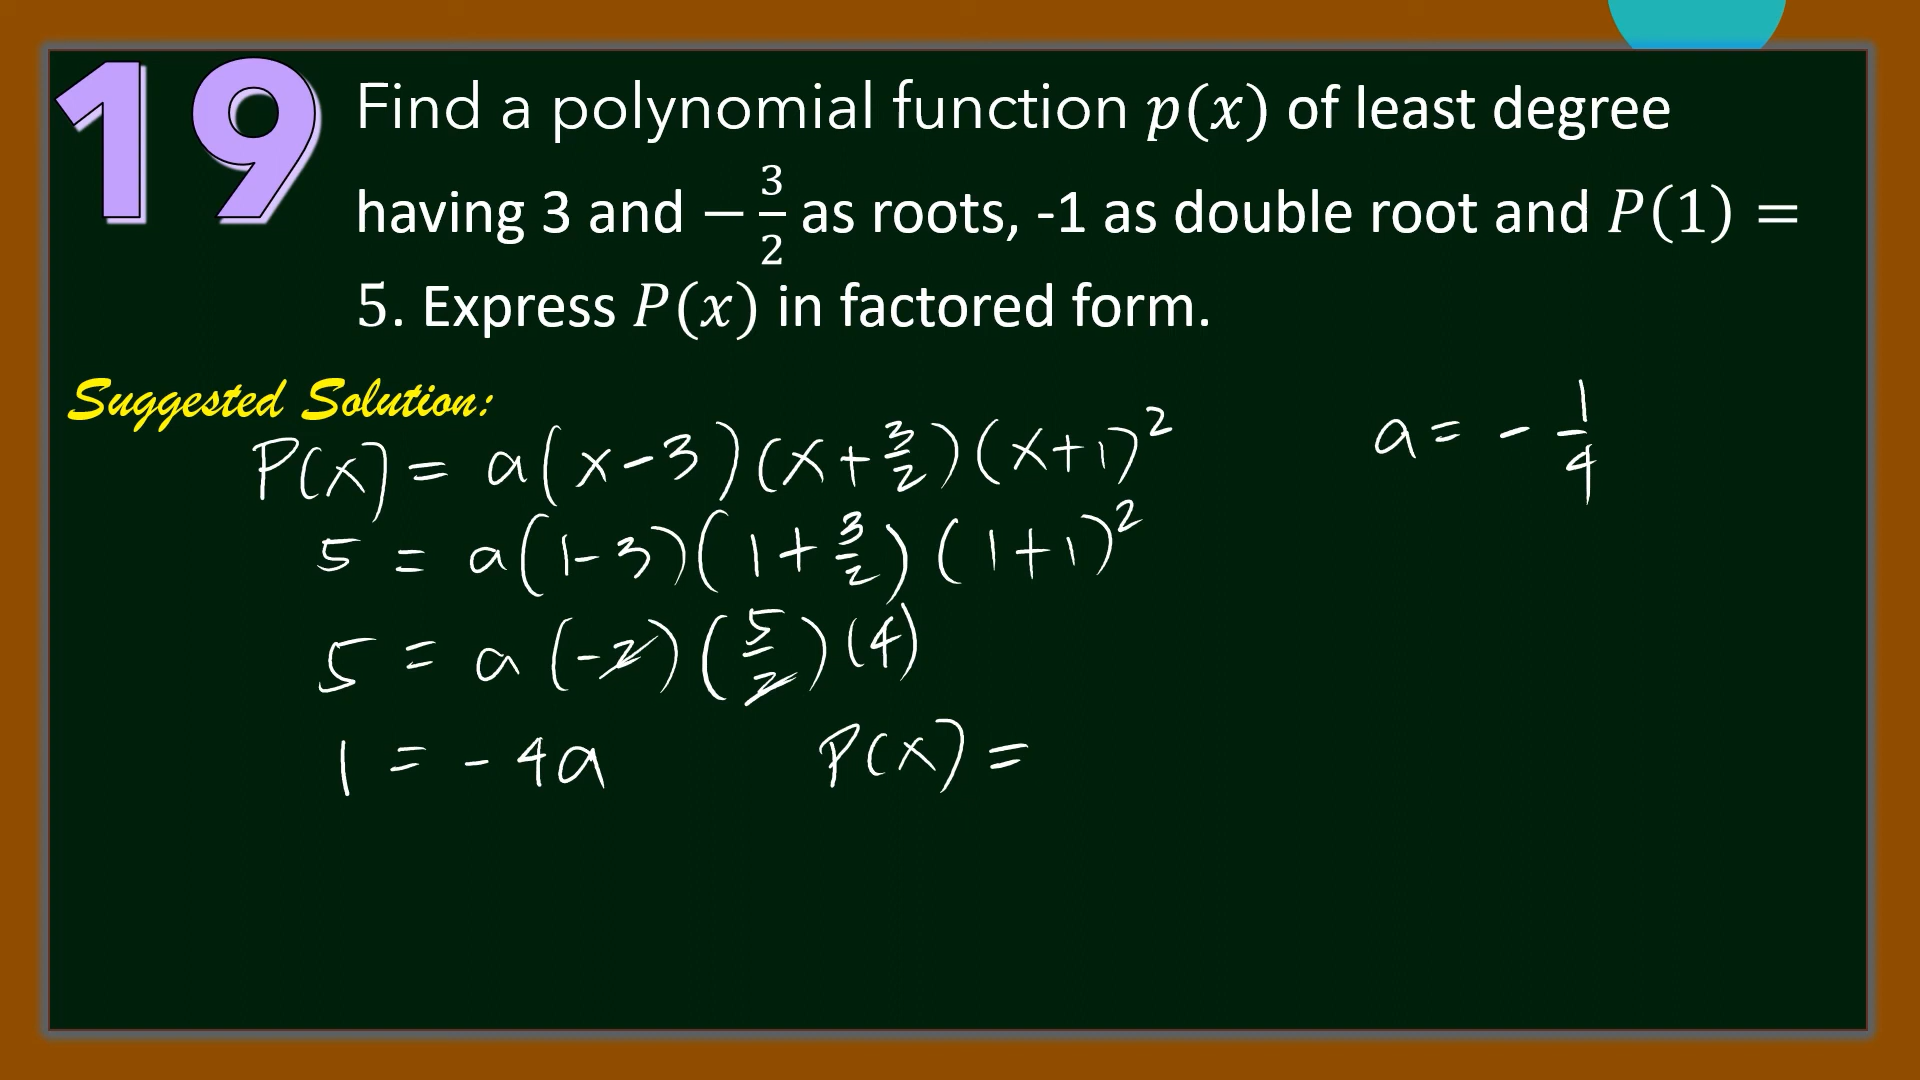 19
Find a polynomial function p(x) of least degree
having 3 and −3/2 as roots, -1 as double root and P(1) =
5. Express P(x) in factored form.
Suggested Solution:
P(x) = a(x-3)(x+3/2)(x+1)²
a = -1/4
5 = a(1-3)(1+3/2)(1+1)²
5 = a(-2)(5/2)(4)
1 = -4a
P(x) =